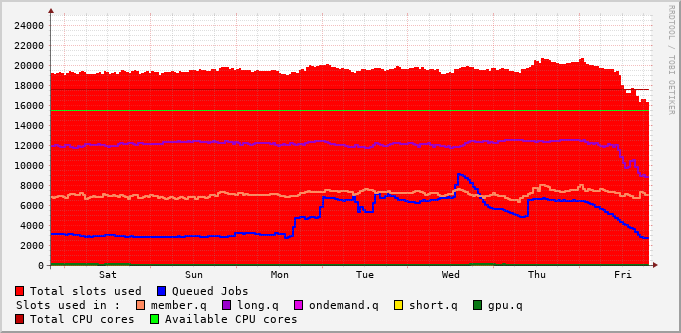 24000
22000
20000
18000
16000
14000
12000
10000
8000
6000
4000
2000
0
Sat Sun Mon Tue Wed Thu Fri
RRDTOOL / TOBI OETIKER
Total slots used Queued Jobs
Slots used in : member.q long.q ondemand.q short.q gpu.q
Total CPU cores Available CPU cores